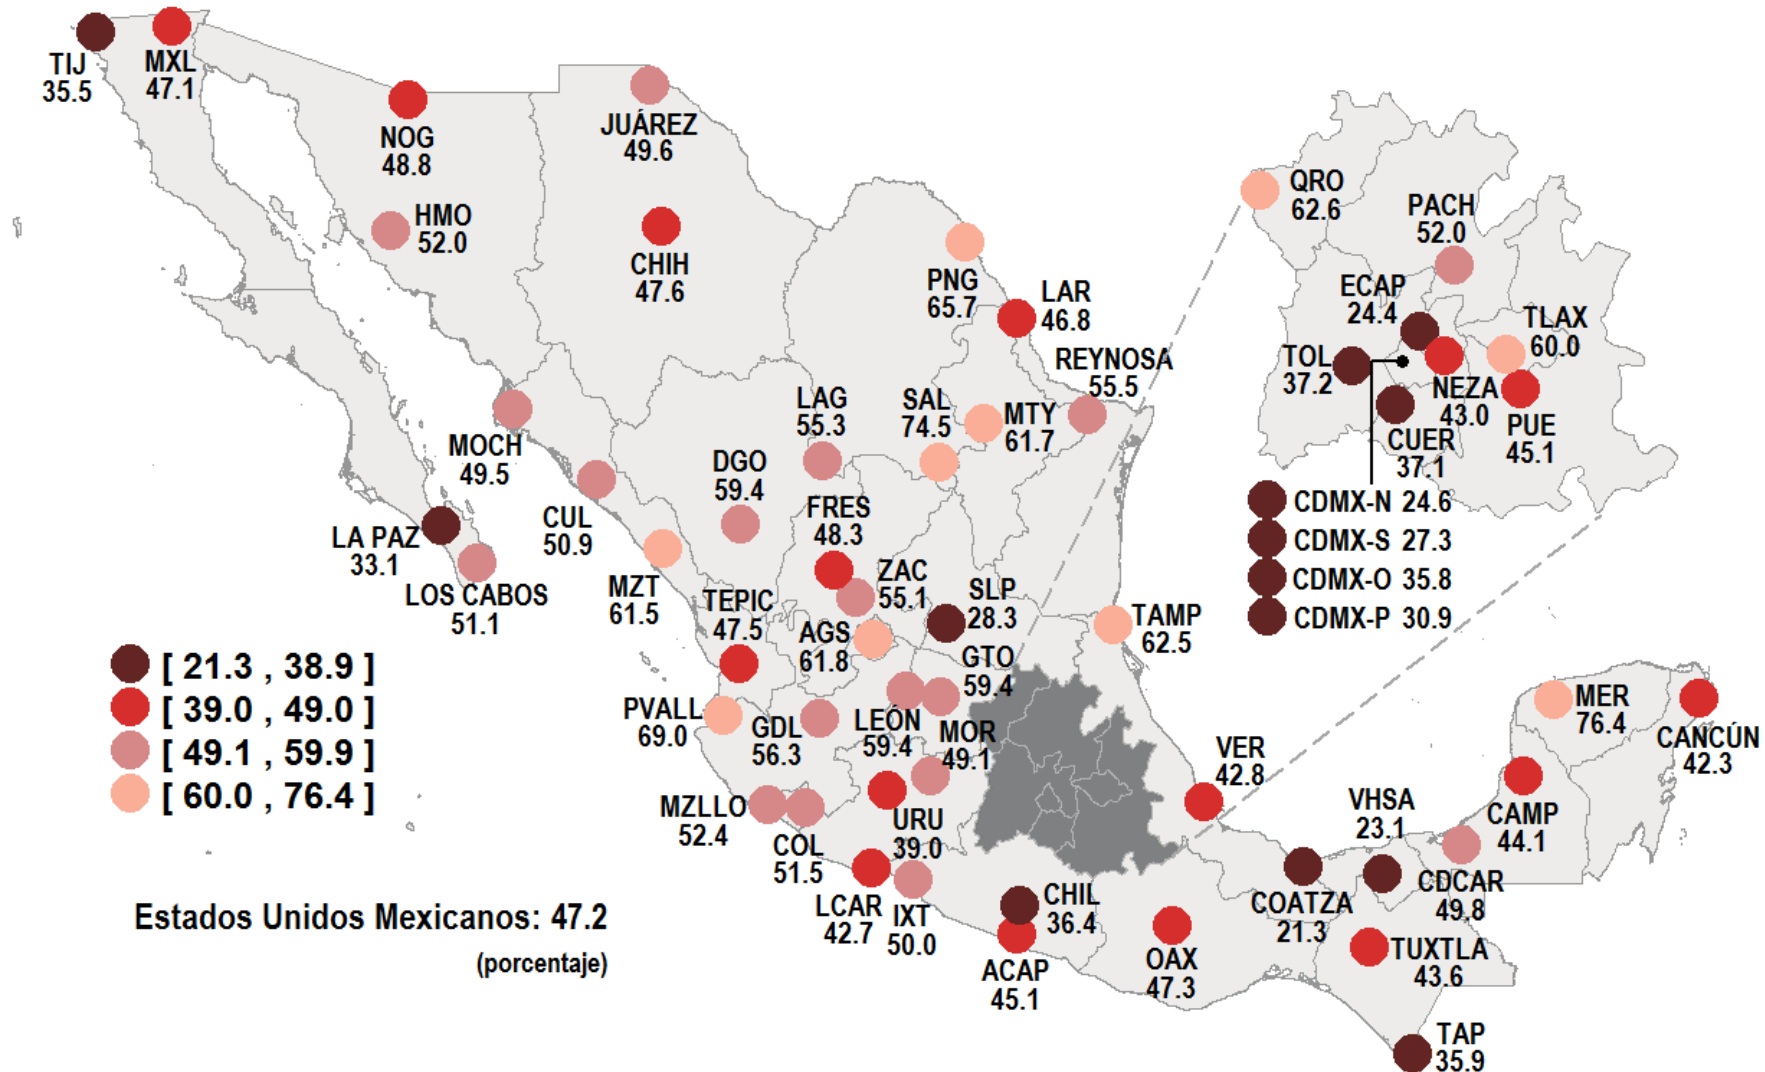 TIJ
35.5
MXL
47.1
NOG
48.8
JUÁREZ
49.6
HMO
52.0
CHIH
47.6
PNG
65.7
LAR
46.8
REYNOSA
55.5
LAG
55.3
SAL
74.5
MTY
61.7
MOCH
49.5
DGO
59.4
FRES
48.3
CUL
50.9
LA PAZ
33.1
LOS CABOS
51.1
MZT
61.5
TEPIC
47.5
ZAC
55.1
SLP
28.3
AGS
61.8
GTO
59.4
TAMP
62.5
PVALL
69.0
GDL
56.3
LEÓN
59.4
MOR
49.1
MZLLO
52.4
COL
51.5
URU
39.0
LCAR
42.7
IXT
50.0
CHIL
36.4
ACAP
45.1
OAX
47.3
VER
42.8
COATZA
21.3
VHSA
23.1
CDCAR
49.8
TUXTLA
43.6
TAP
35.9
CAMP
44.1
MER
76.4
CANCÚN
42.3
QRO
62.6
PACH
52.0
ECAP
24.4
TLAX
60.0
TOL
37.2
NEZA
43.0
PUE
45.1
CUER
37.1
CDMX-N 24.6
CDMX-S 27.3
CDMX-O 35.8
CDMX-P 30.9
[ 21.3 , 38.9 ]
[ 39.0 , 49.0 ]
[ 49.1 , 59.9 ]
[ 60.0 , 76.4 ]
Estados Unidos Mexicanos: 47.2
(porcentaje)